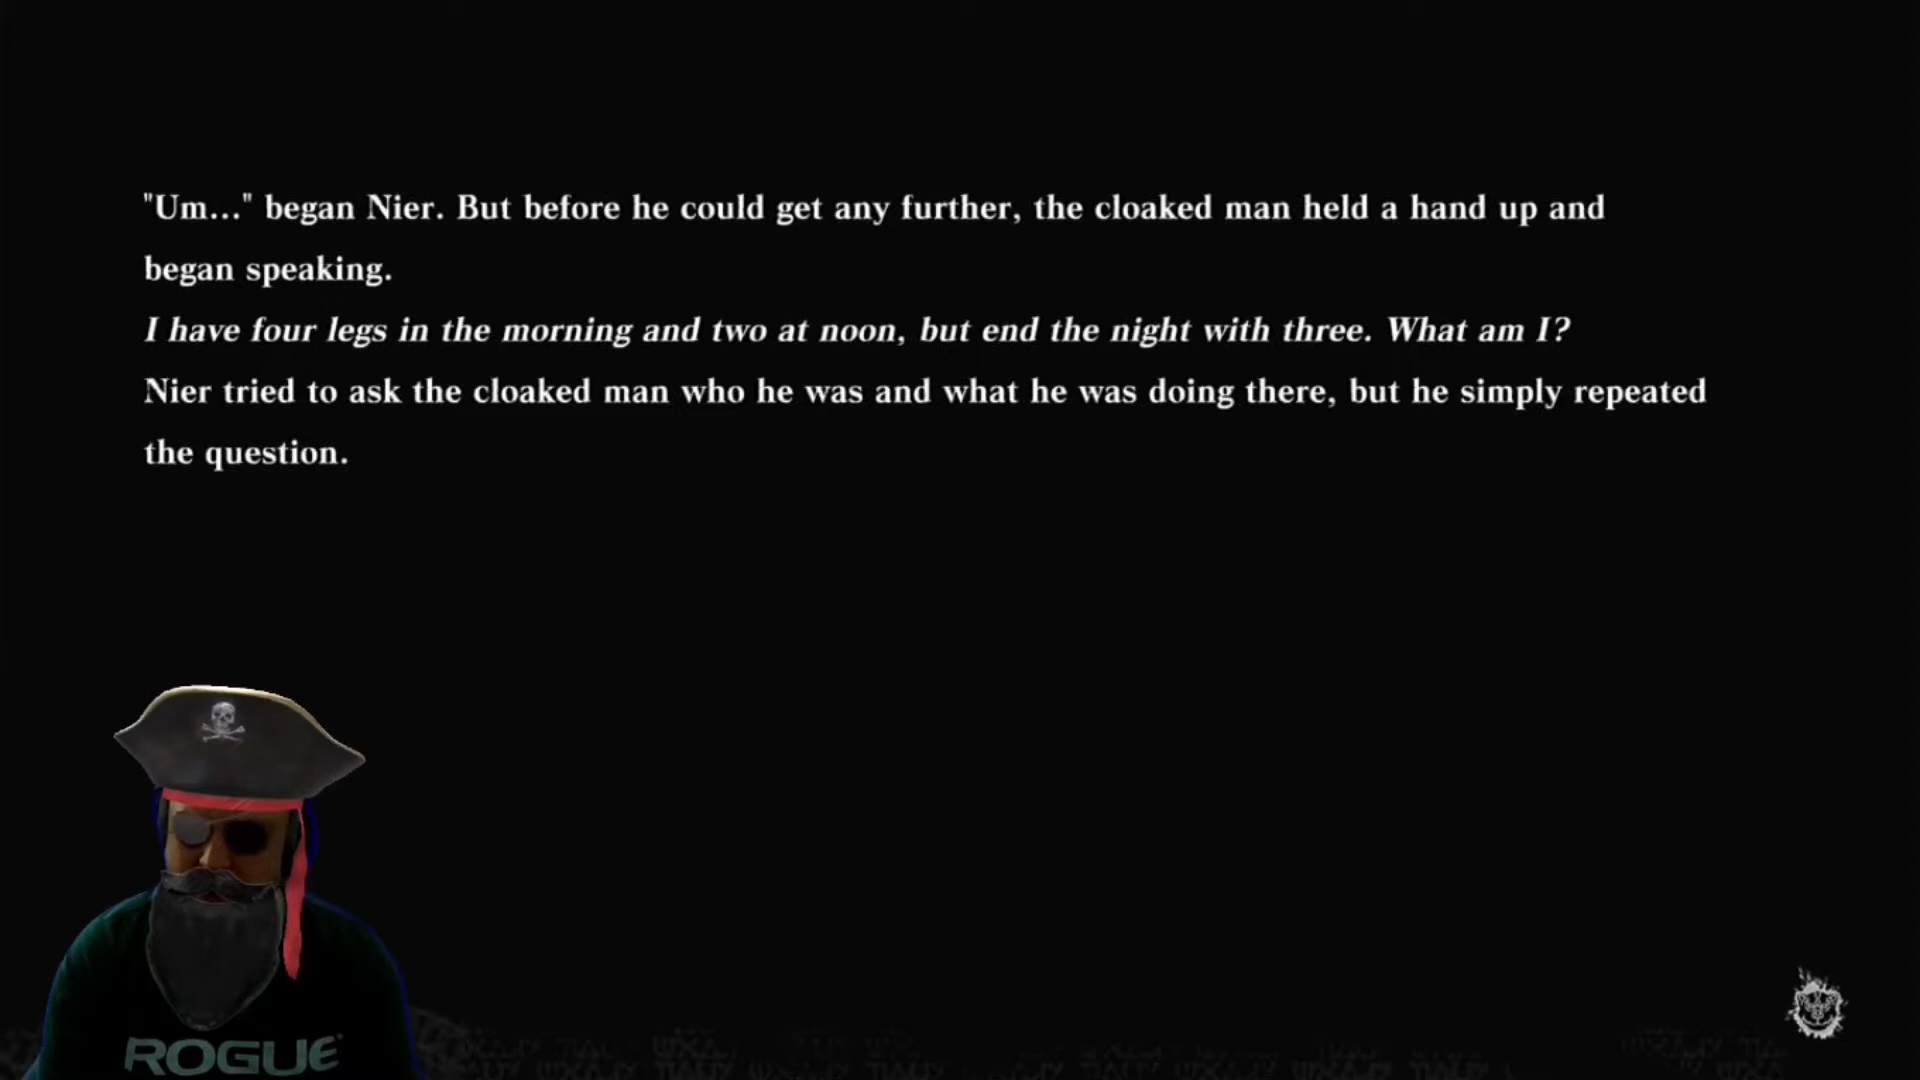 "Um..." began Nier. But before he could get any further, the cloaked man held a hand up and
began speaking.
I have four legs in the morning and two at noon, but end the night with three. What am I?
Nier tried to ask the cloaked man who he was and what he was doing there, but he simply repeated
the question.
ROGUE